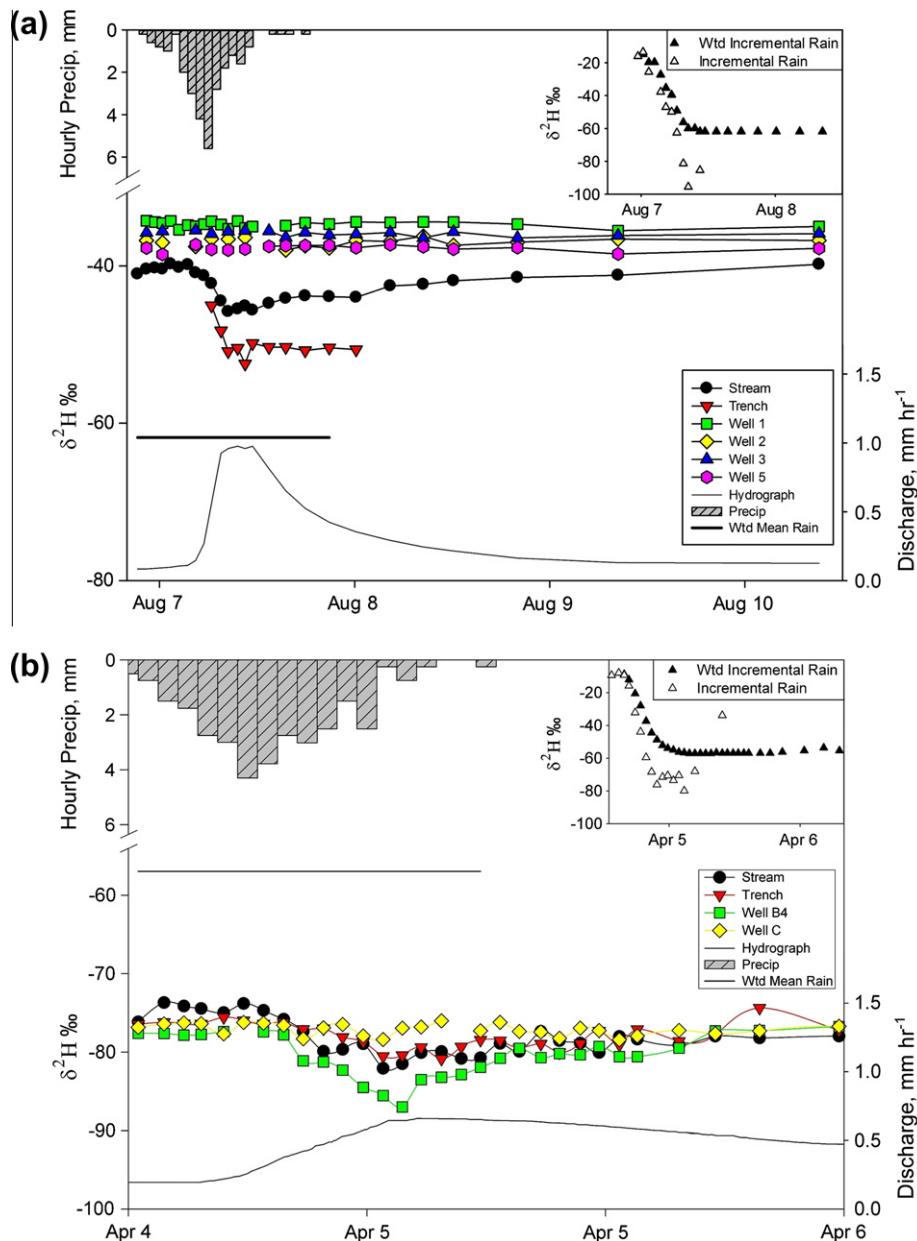 (a)
Hourly Precip, mm
0
2
4
6
Wtd Incremental Rain
Incremental Rain
δ²H ‰
-20
-40
-60
-80
-100
Aug 7
Aug 8
δ²H ‰
-40
-60
-80
Stream
Trench
Well 1
Well 2
Well 3
Well 5
Hydrograph
Precip
Wtd Mean Rain
1.5
1.0
0.5
0.0
Discharge, mm hr⁻¹
Aug 7
Aug 8
Aug 9
Aug 10
(b)
Hourly Precip, mm
0
2
4
6
Wtd Incremental Rain
Incremental Rain
δ²H ‰
-20
-40
-60
-80
-100
Apr 5
Apr 6
δ²H ‰
-60
-70
-80
-90
-100
Stream
Trench
Well B4
Well C
Hydrograph
Precip
Wtd Mean Rain
1.5
1.0
0.5
0.0
Discharge, mm hr⁻¹
Apr 4
Apr 5
Apr 5
Apr 6